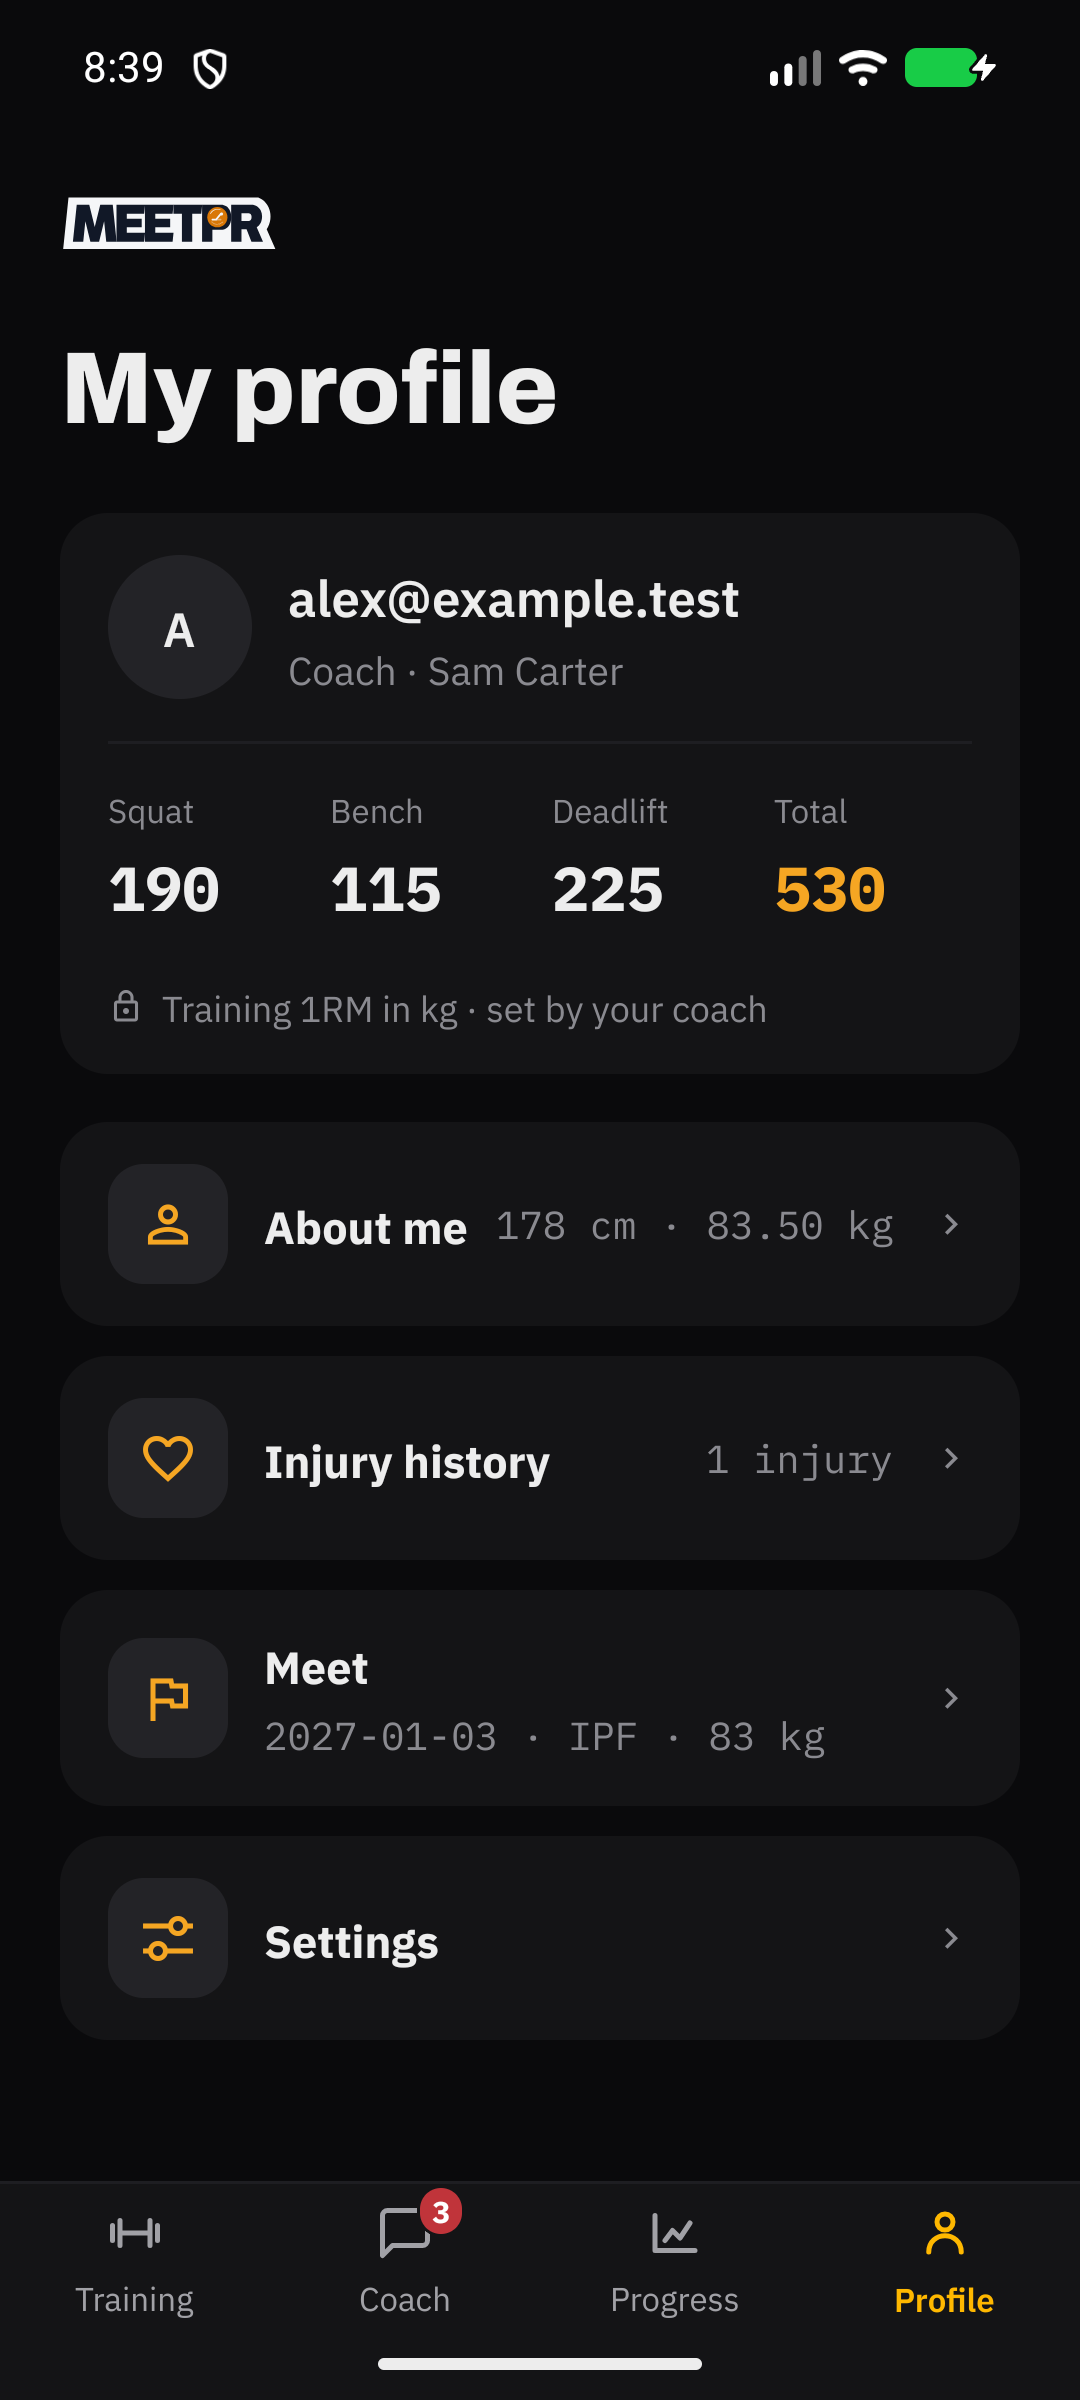 8:39
MEETPR
My profile
A
alex@example.test
Coach · Sam Carter
Squat Bench Deadlift Total
190 115 225 530
Training 1RM in kg · set by your coach
About me 178 cm · 83.50 kg
Injury history 1 injury
Meet
2027-01-03 · IPF · 83 kg
Settings
3
Training Coach Progress Profile